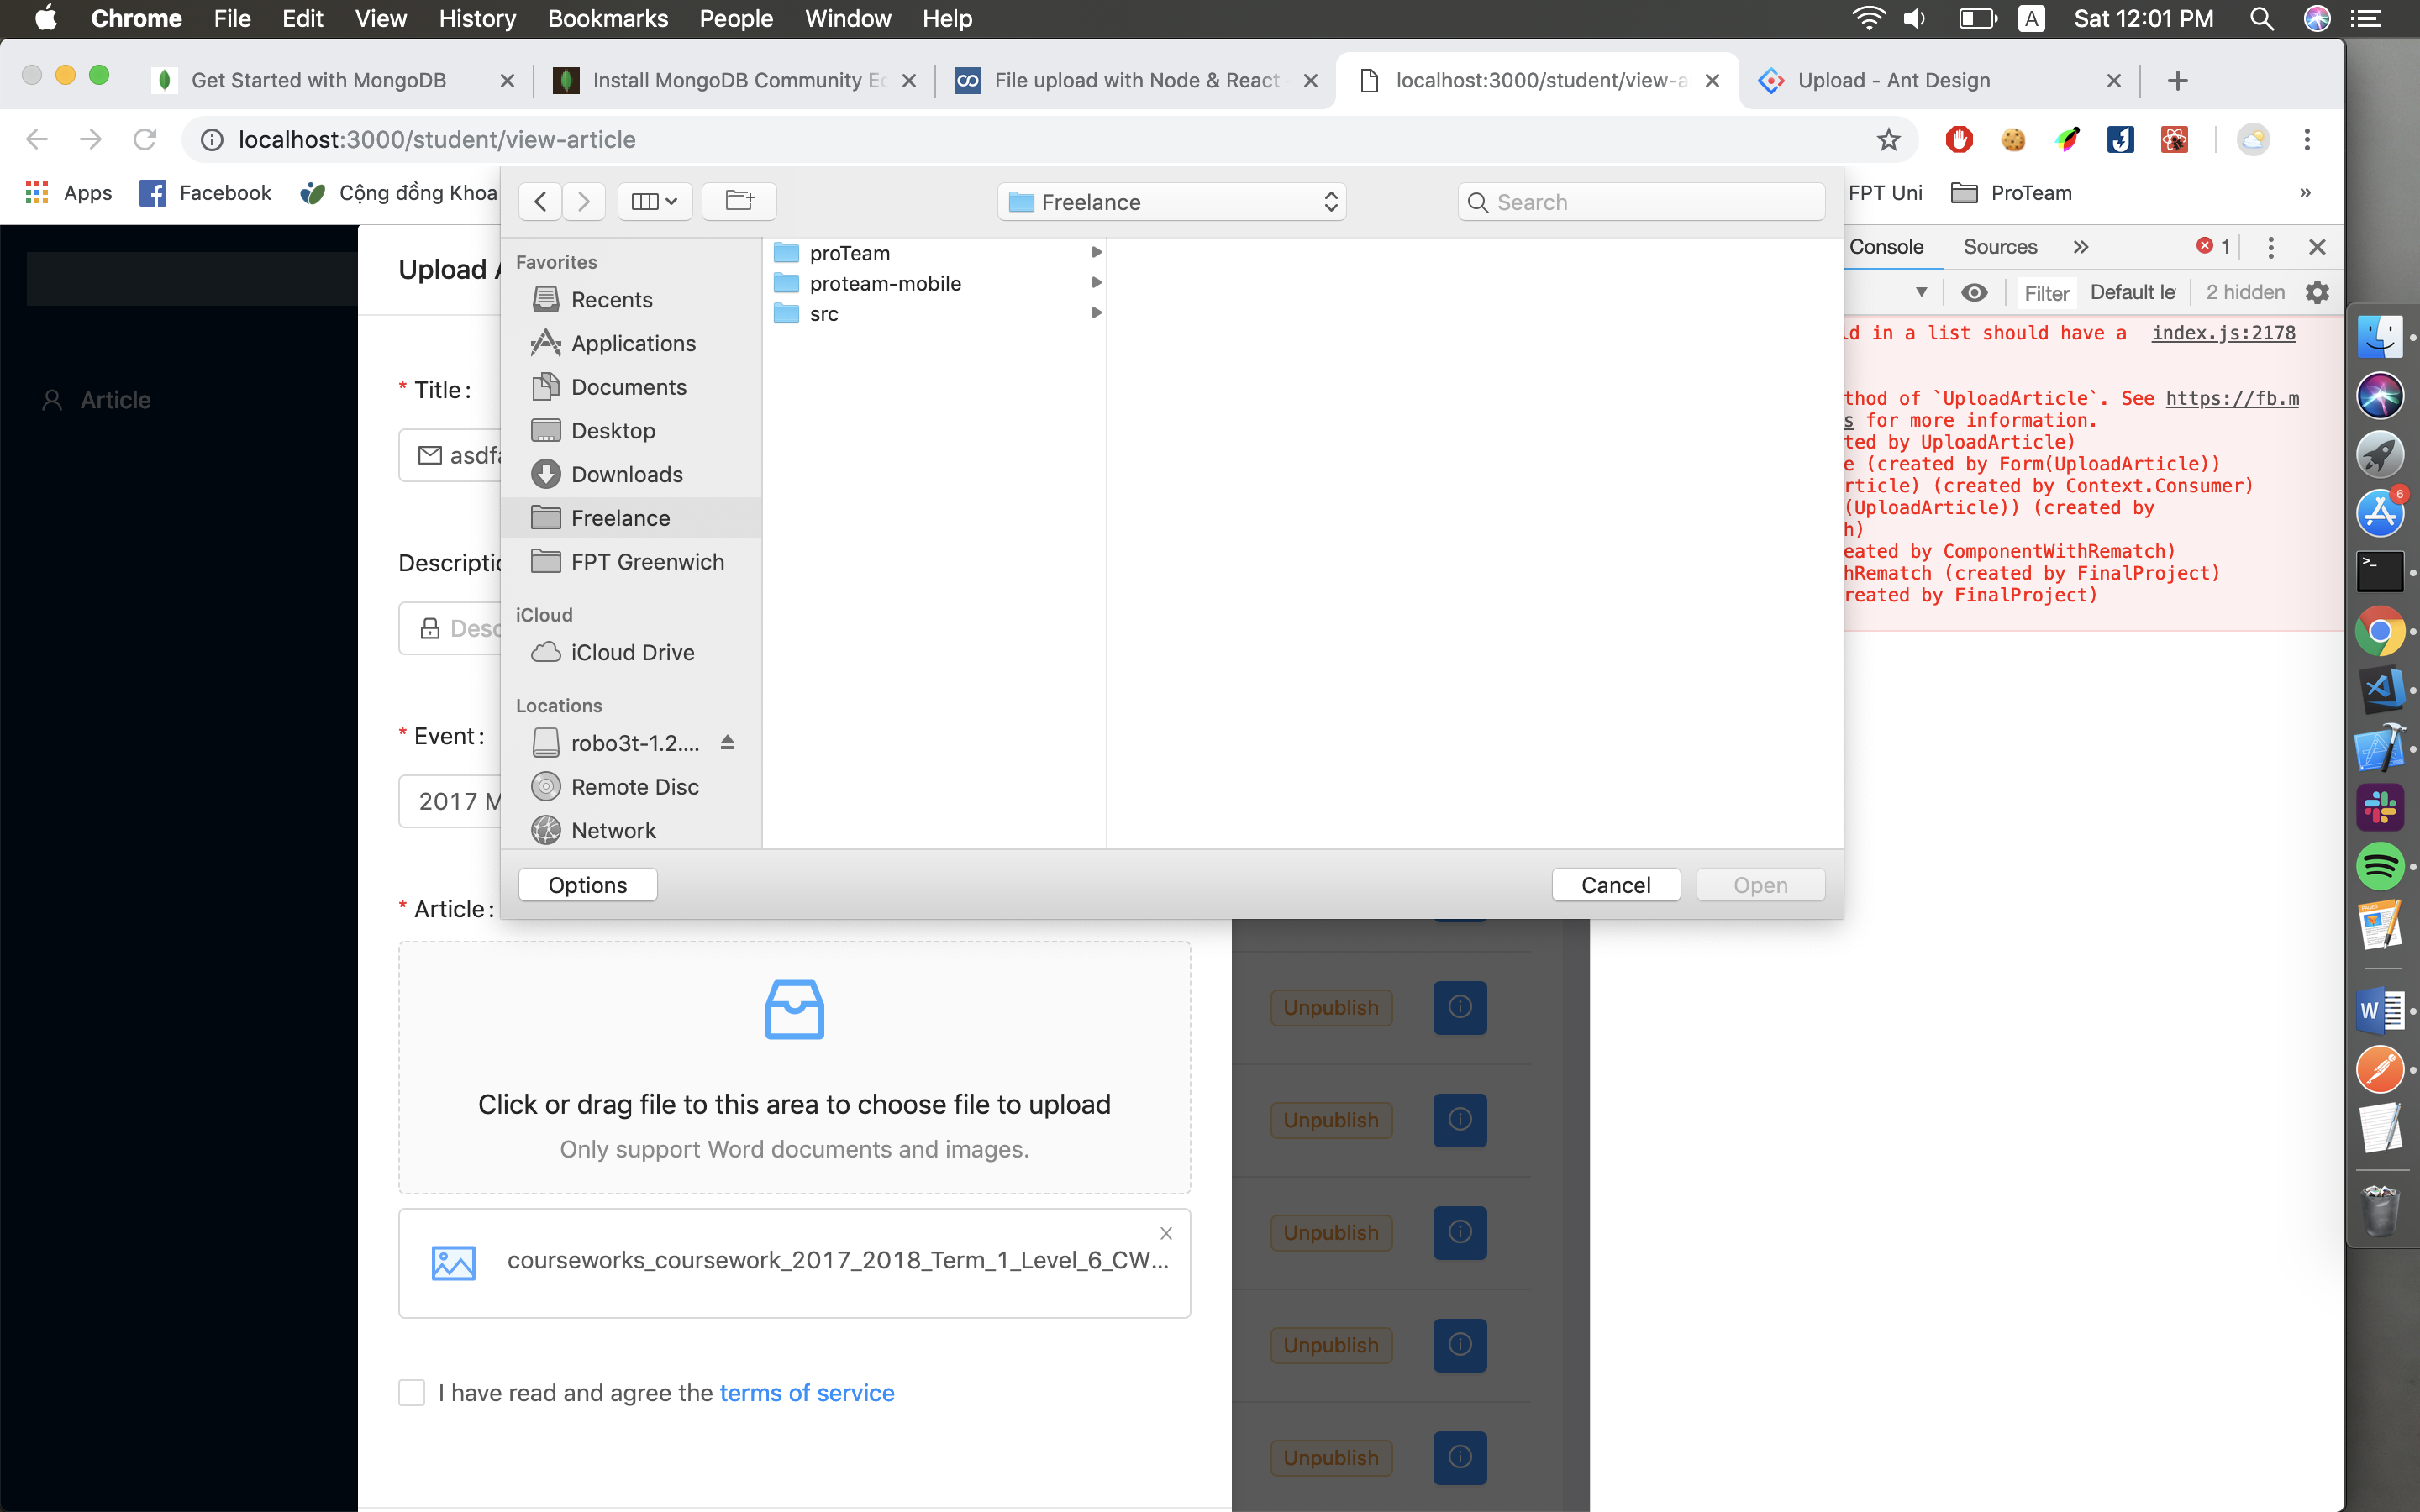 Chrome File Edit View History Bookmarks People Window Help
A Sat 12:01 PM
Get Started with MongoDB
Install MongoDB Community Ec
File upload with Node & React
localhost:3000/student/view-a
Upload - Ant Design
localhost:3000/student/view-article
Apps Facebook Cộng đồng Khoa
FPT Uni ProTeam
Freelance
Search
Favorites
Recents
Applications
Documents
Desktop
Downloads
Freelance
FPT Greenwich
iCloud
iCloud Drive
Locations
robo3t-1.2....
Remote Disc
Network
proTeam
proteam-mobile
src
Options
Cancel
Open
Console Sources » 1
Filter Default le 2 hidden
ld in a list should have a index.js:2178
thod of `UploadArticle`. See https://fb.m
s for more information.
ted by UploadArticle)
e (created by Form(UploadArticle))
rticle) (created by Context.Consumer)
(UploadArticle)) (created by
h)
eated by ComponentWithRematch)
hRematch (created by FinalProject)
reated by FinalProject)
Article
Upload A
* Title :
asdfa
Descriptio
Desc
* Event :
2017 M
* Article :
Click or drag file to this area to choose file to upload
Only support Word documents and images.
courseworks_coursework_2017_2018_Term_1_Level_6_CW...
I have read and agree the terms of service
Unpublish
Unpublish
Unpublish
Unpublish
Unpublish
6